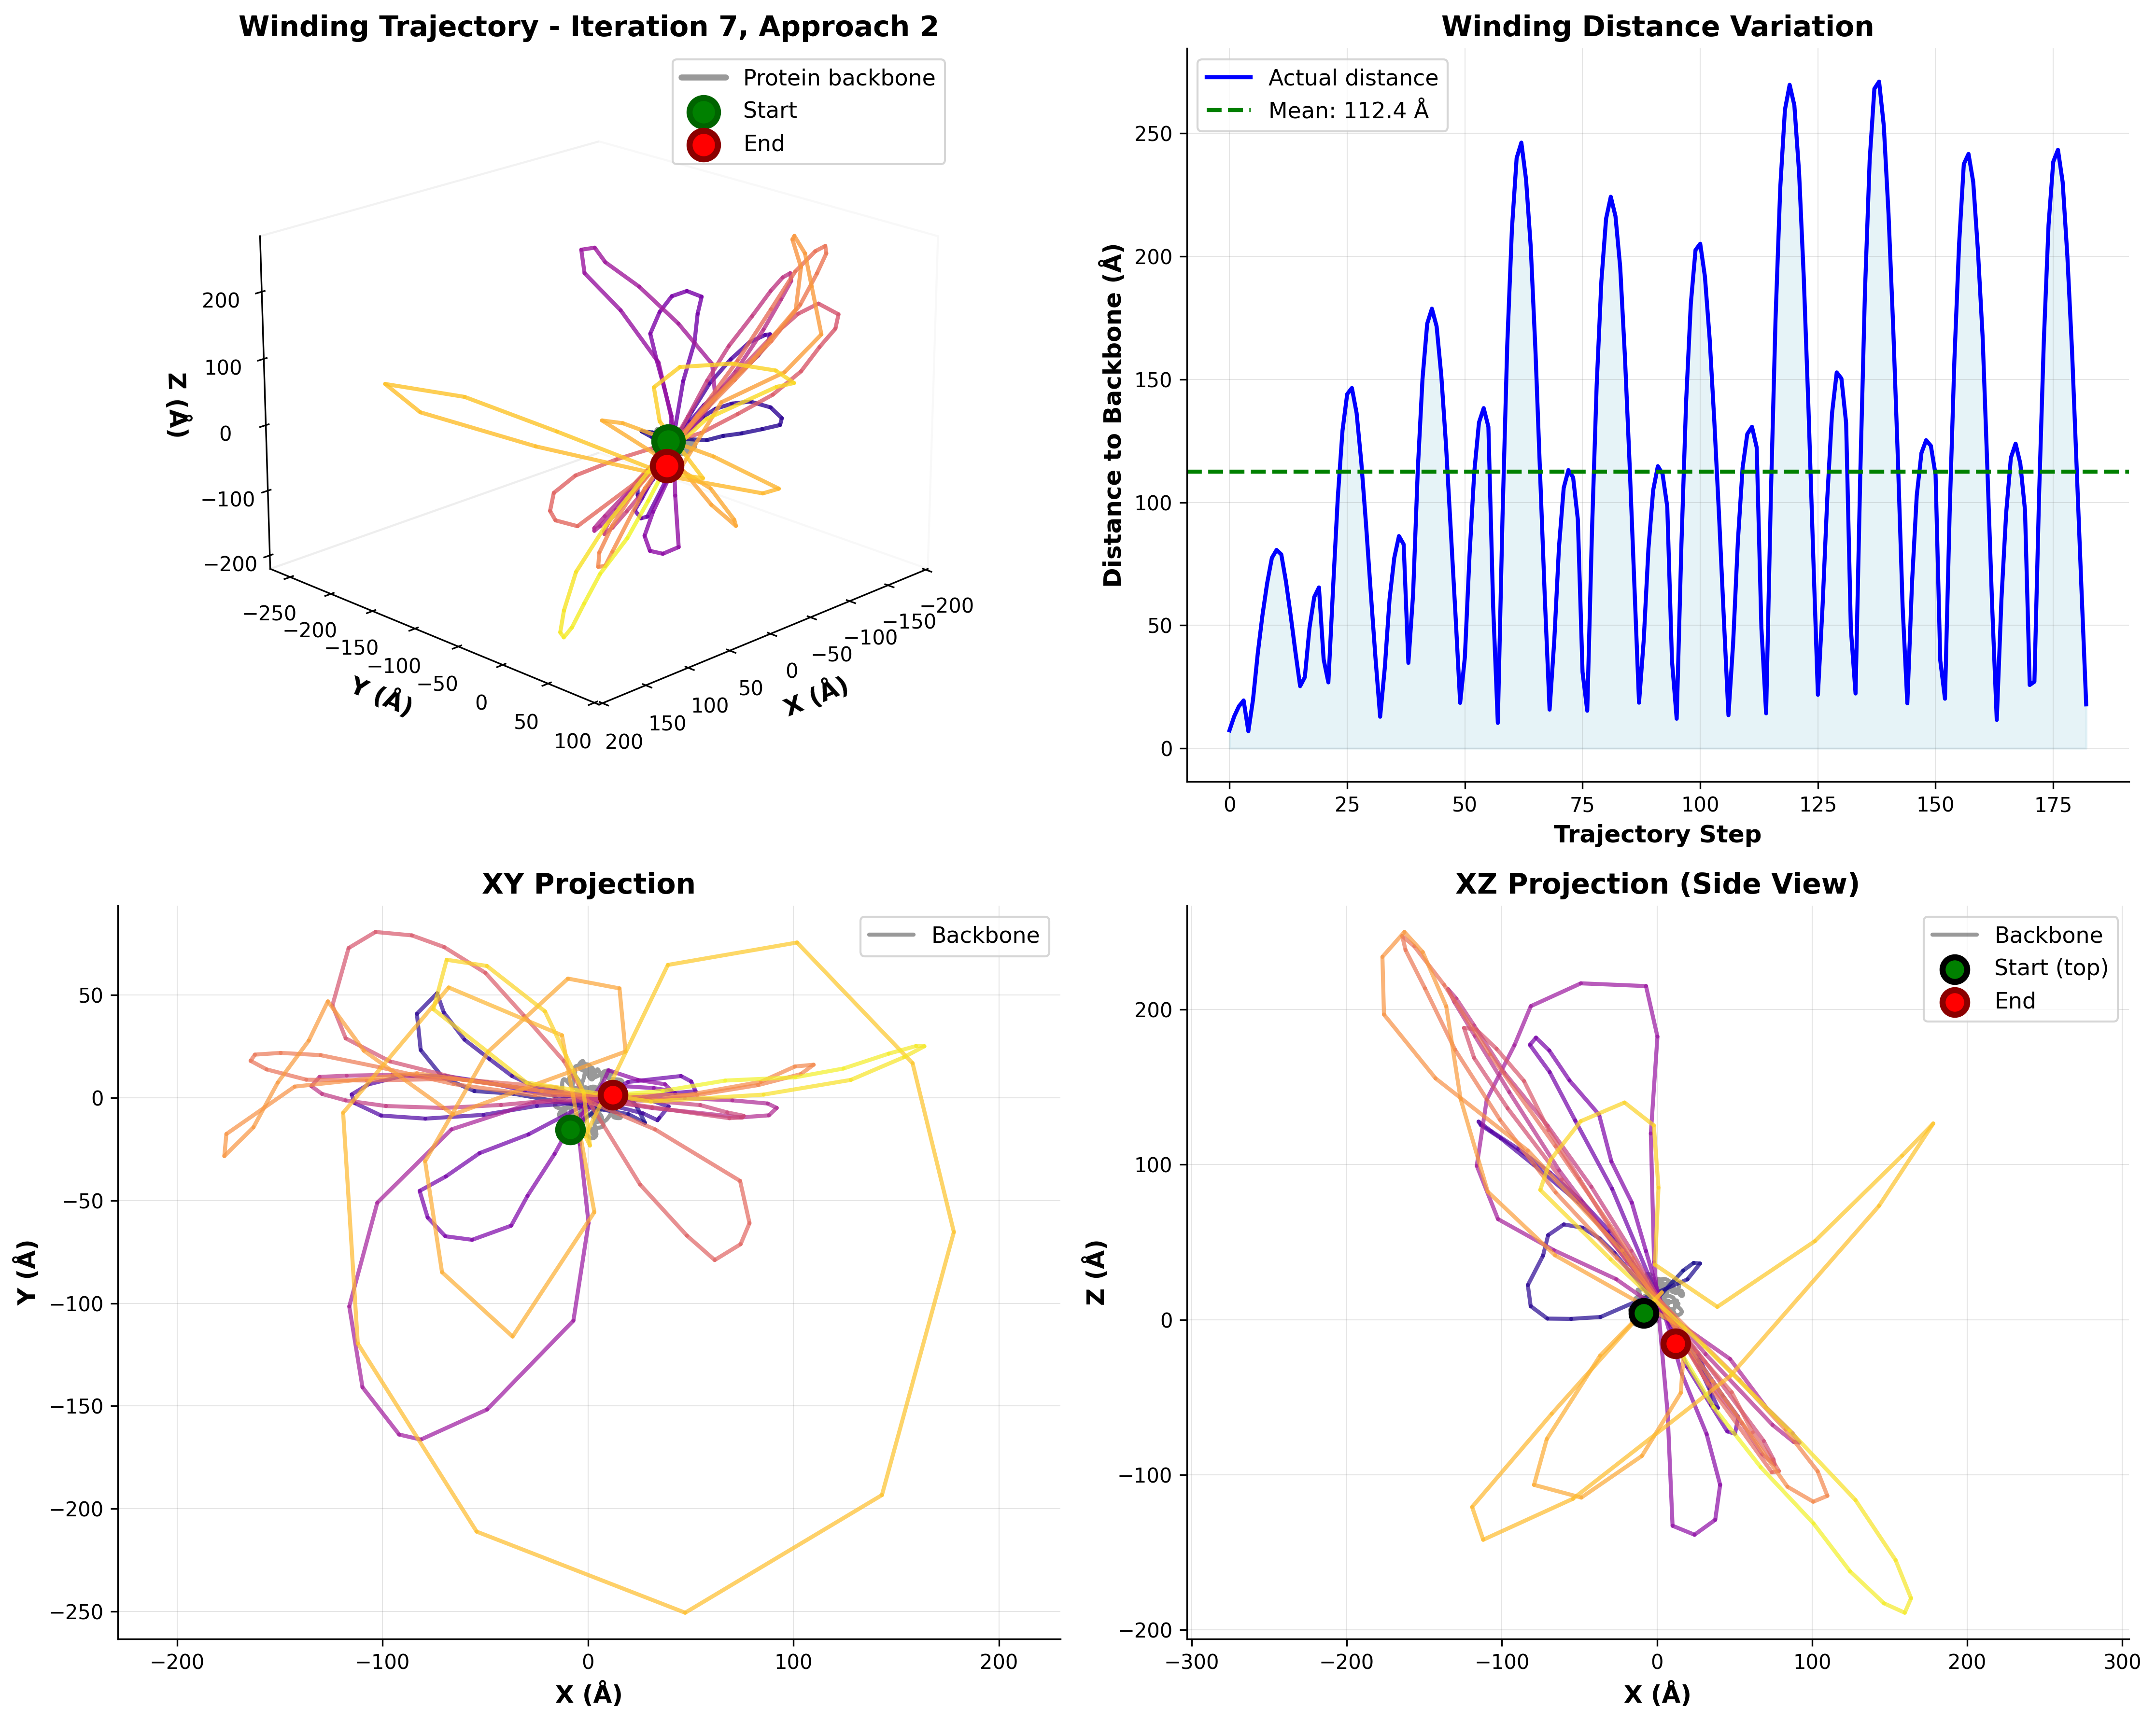 Winding Trajectory - Iteration 7, Approach 2
Protein backbone
Start
End
200
100
0
−100
−200
Z (Å)
−250
−200
−150
−100
−50
0
50
100
Y (Å)
200
150
100
50
0
−50
−100
−150
−200
X (Å)
Winding Distance Variation
Actual distance
Mean: 112.4 Å
250
200
150
100
50
0
Distance to Backbone (Å)
0 25 50 75 100 125 150 175
Trajectory Step
XY Projection
Backbone
50
0
−50
−100
−150
−200
−250
Y (Å)
−200 −100 0 100 200
X (Å)
XZ Projection (Side View)
Backbone
Start (top)
End
200
100
0
−100
−200
Z (Å)
−300 −200 −100 0 100 200 300
X (Å)